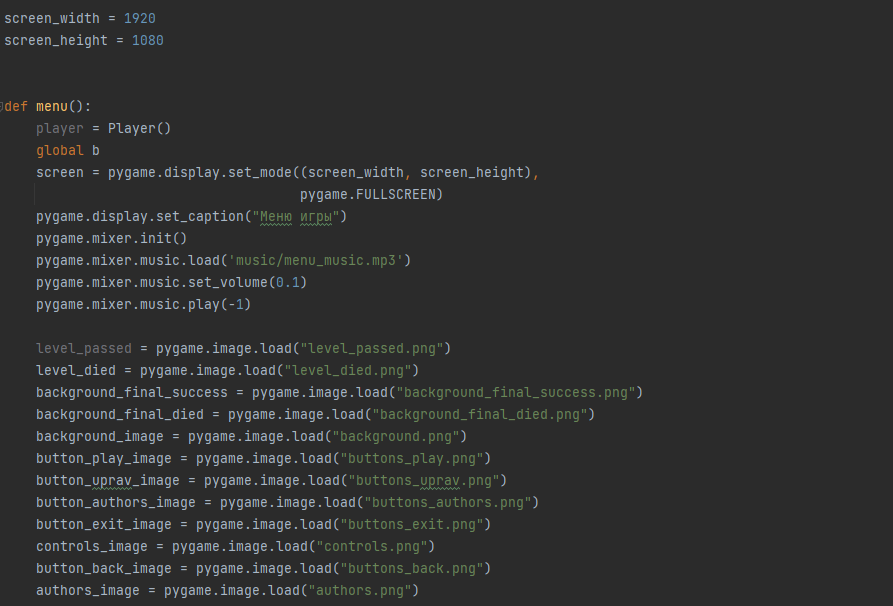 screen_width = 1920
screen_height = 1080
def menu():
player = Player()
global b
screen = pygame.display.set_mode((screen_width, screen_height),
pygame.FULLSCREEN)
pygame.display.set_caption("Меню игры")
pygame.mixer.init()
pygame.mixer.music.load('music/menu_music.mp3')
pygame.mixer.music.set_volume(0.1)
pygame.mixer.music.play(-1)
level_passed = pygame.image.load("level_passed.png")
level_died = pygame.image.load("level_died.png")
background_final_success = pygame.image.load("background_final_success.png")
background_final_died = pygame.image.load("background_final_died.png")
background_image = pygame.image.load("background.png")
button_play_image = pygame.image.load("buttons_play.png")
button_uprav_image = pygame.image.load("buttons_uprav.png")
button_authors_image = pygame.image.load("buttons_authors.png")
button_exit_image = pygame.image.load("buttons_exit.png")
controls_image = pygame.image.load("controls.png")
button_back_image = pygame.image.load("buttons_back.png")
authors_image = pygame.image.load("authors.png")